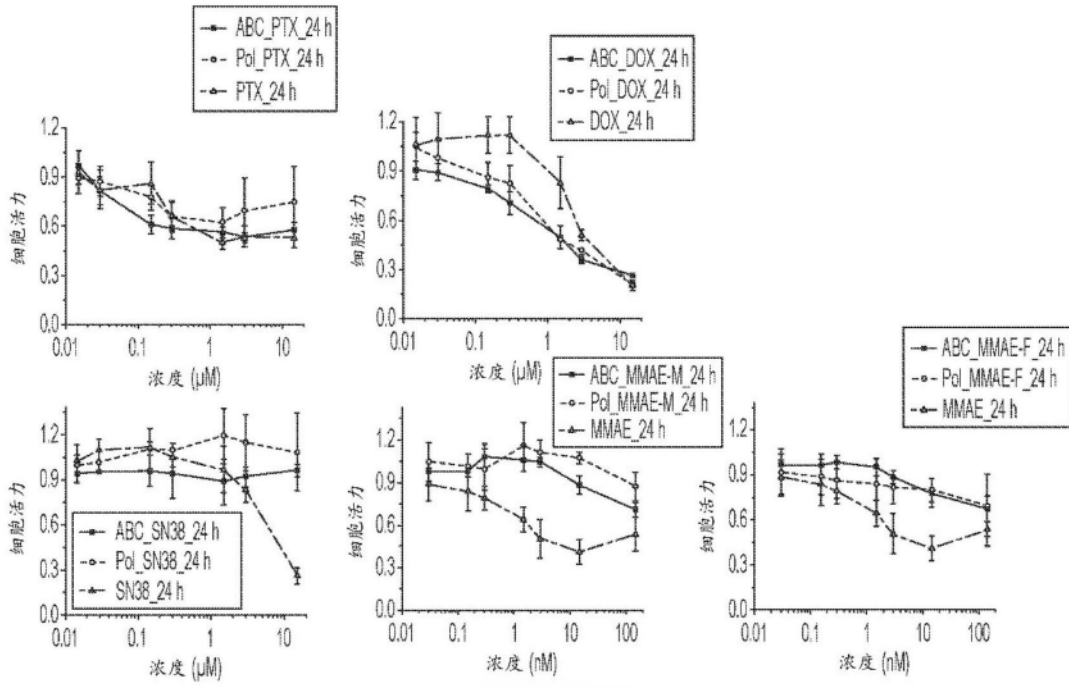 ABC_PTX_24 h
Pol_PTX_24 h
PTX_24 h
1.2
0.9
0.6
0.3
0.0
细胞活力
0.01
0.1
1
10
浓度 (µM)
ABC_DOX_24 h
Pol_DOX_24 h
DOX_24 h
1.2
0.9
0.6
0.3
0.0
细胞活力
0.01
0.1
1
10
浓度 (µM)
1.2
0.9
0.6
0.3
0.0
细胞活力
ABC_SN38_24 h
Pol_SN38_24 h
SN38_24 h
0.01
0.1
1
10
浓度 (µM)
ABC_MMAE-M_24 h
Pol_MMAE-M_24 h
MMAE_24 h
1.2
0.9
0.6
0.3
0.0
细胞活力
0.01
0.1
1
10
100
浓度 (nM)
ABC_MMAE-F_24 h
Pol_MMAE-F_24 h
MMAE_24 h
1.2
0.9
0.6
0.3
0.0
细胞活力
0.01
0.1
1
10
100
浓度 (nM)